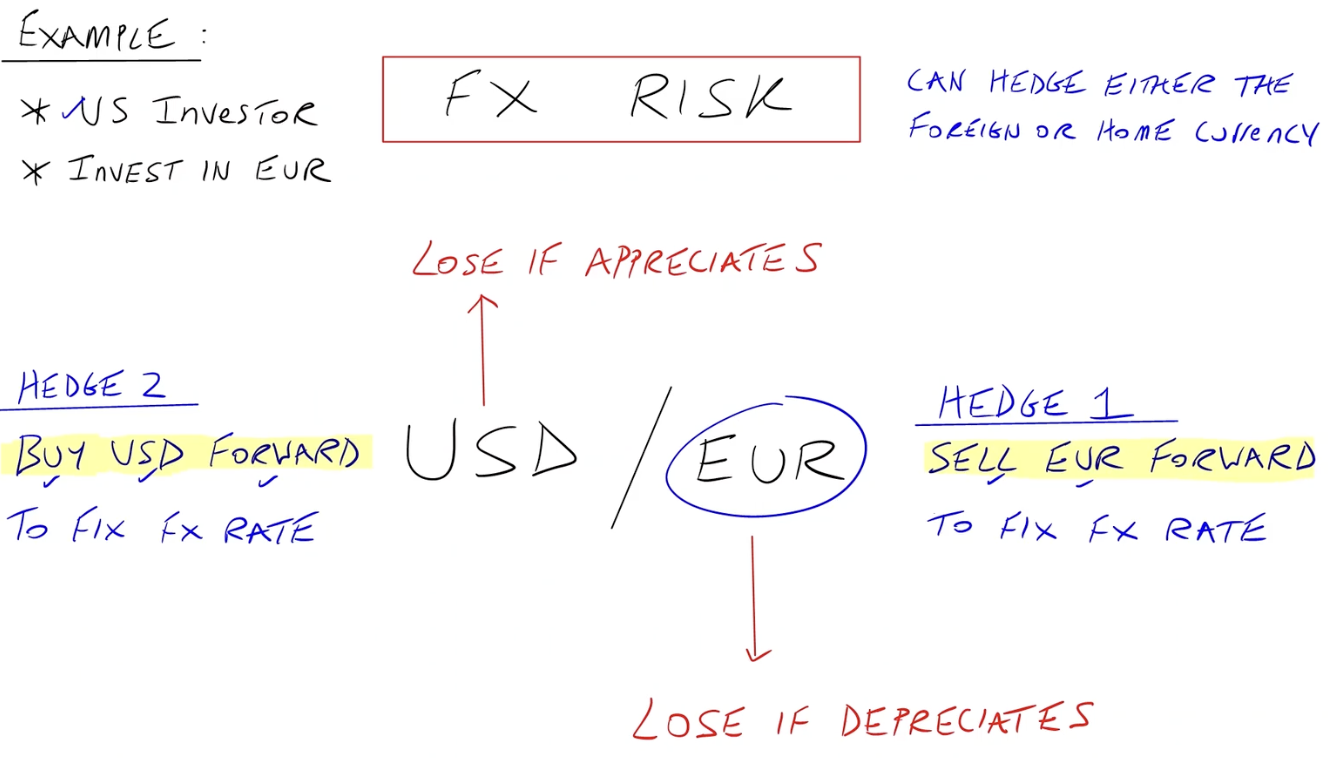 EXAMPLE :
* US INVESTOR
* INVEST IN EUR
FX RISK
CAN HEDGE EITHER THE
FOREIGN OR HOME CURRENCY
LOSE IF APPRECIATES
HEDGE 2
BUY USD FORWARD
TO FIX FX RATE
USD / EUR
HEDGE 1
SELL EUR FORWARD
TO FIX FX RATE
LOSE IF DEPRECIATES